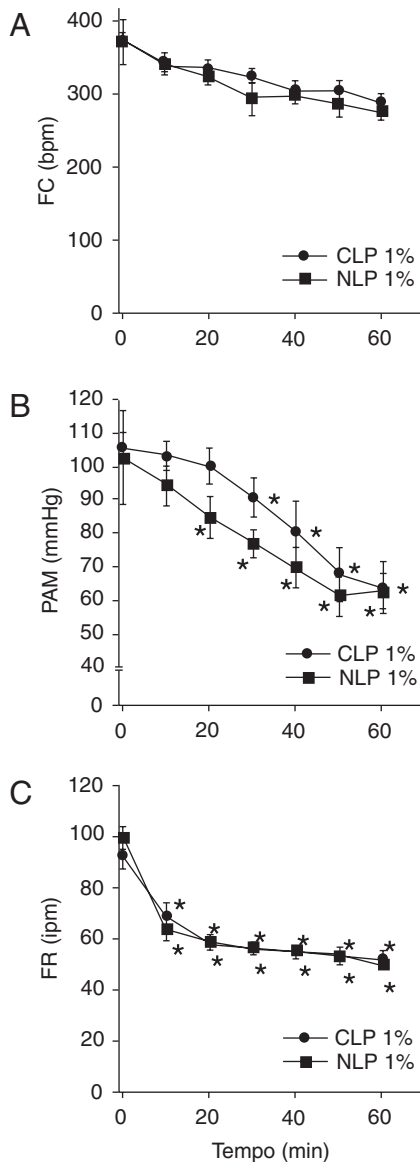 A
FC (bpm)
400
300
200
100
0
CLP 1%
NLP 1%
0 20 40 60
B
PAM (mmHg)
120
110
100
90
80
70
60
50
40
0
* * * *
* * * * *
CLP 1%
NLP 1%
0 20 40 60
C
FR (ipm)
120
100
80
60
40
20
0
* * * * * *
* * * * * *
CLP 1%
NLP 1%
0 20 40 60
Tempo (min)